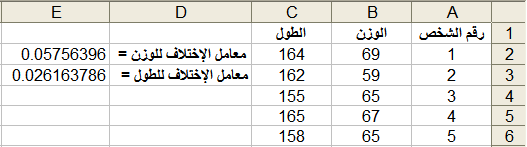 A B C D E
1 رقم الشخص الوزن الطول
2 1 69 164 معامل الإختلاف للوزن = 0.05756396
3 2 59 162 معامل الإختلاف للطول = 0.026163786
4 3 65 155
5 4 67 165
6 5 65 158